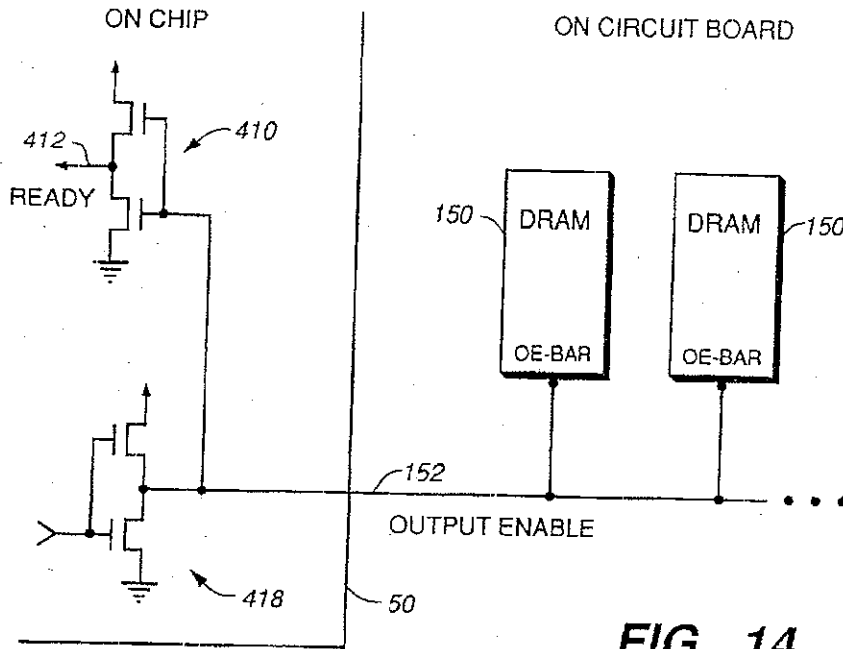 ON CHIP
ON CIRCUIT BOARD
410
412
READY
150
DRAM
DRAM
150
OE-BAR
OE-BAR
152
OUTPUT ENABLE
418
50
FIG. 14